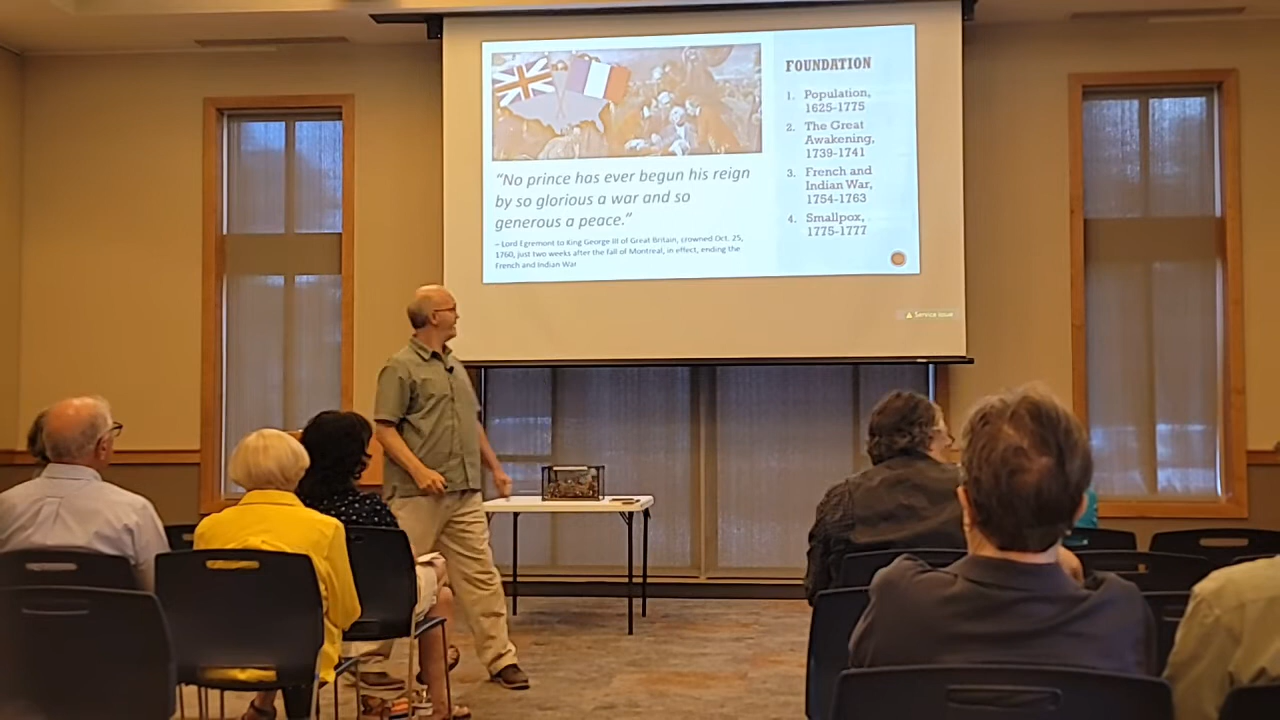 “No prince has ever begun his reign
by so glorious a war and so
generous a peace.”
– Lord Egremont to King George III of Great Britain, crowned Oct. 25,
1760, just two weeks after the fall of Montreal, in effect, ending the
French and Indian War
FOUNDATION
1. Population,
1625-1775
2. The Great
Awakening,
1739-1741
3. French and
Indian War,
1754-1763
4. Smallpox,
1775-1777
Service issue